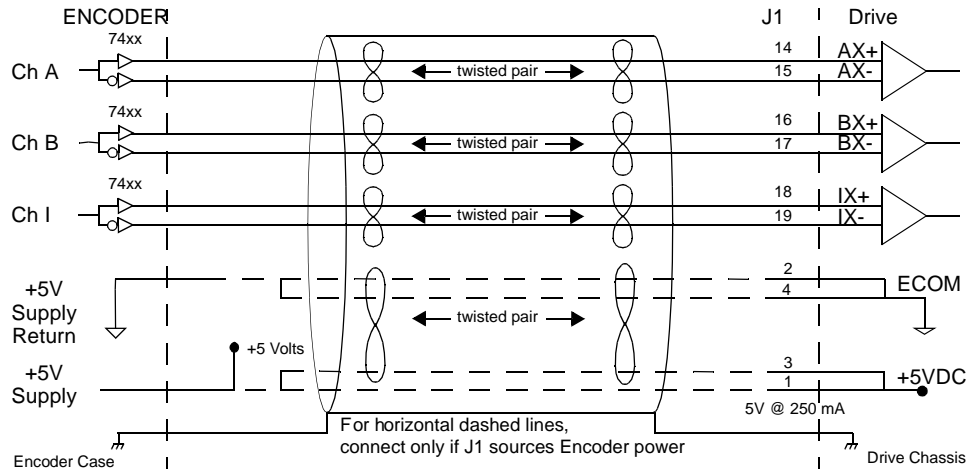 ENCODER J1 Drive
74xx 14 AX+
Ch A twisted pair 15 AX-
74xx 16 BX+
Ch B twisted pair 17 BX-
74xx 18 IX+
Ch I twisted pair 19 IX-
2
+5V 4 ECOM
Supply twisted pair
Return
+5 Volts
3
+5V 1 +5VDC
Supply
5V @ 250 mA
For horizontal dashed lines,
connect only if J1 sources Encoder power
Encoder Case Drive Chassis